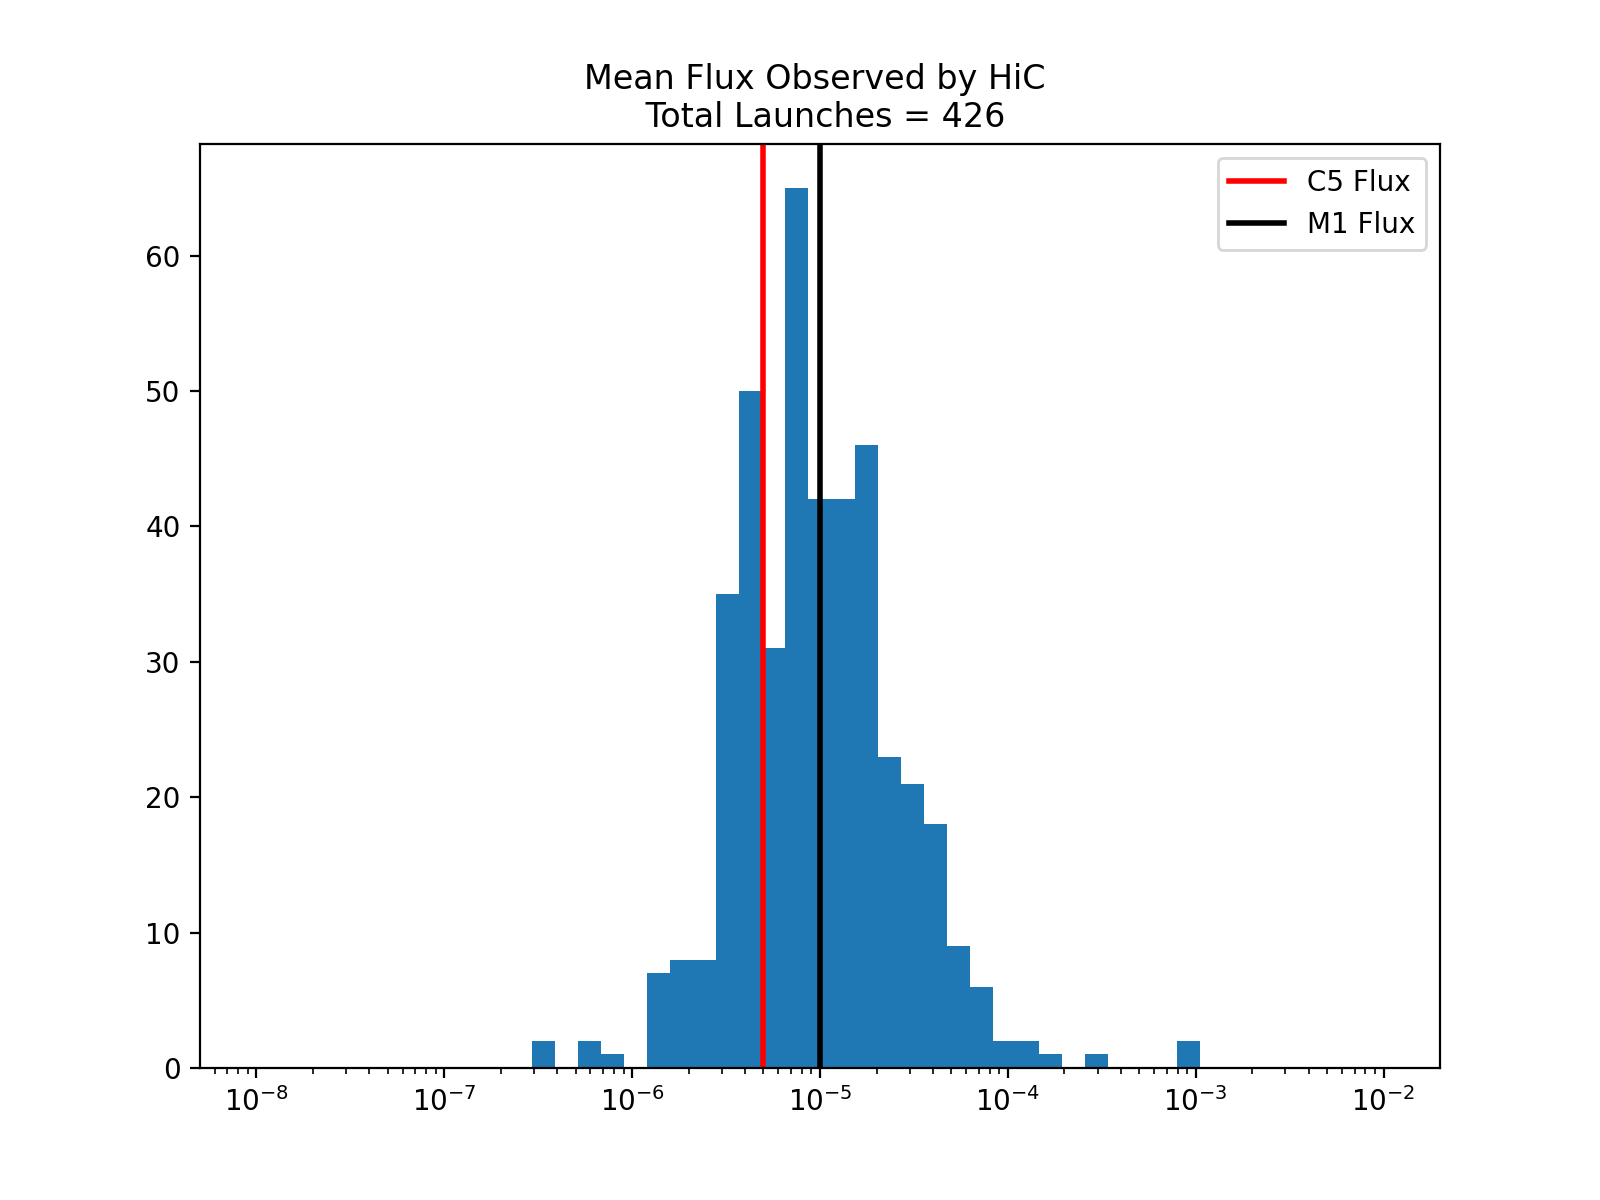 Mean Flux Observed by HiC
Total Launches = 426
C5 Flux
M1 Flux
60
50
40
30
20
10
0
10⁻⁸ 10⁻⁷ 10⁻⁶ 10⁻⁵ 10⁻⁴ 10⁻³ 10⁻²